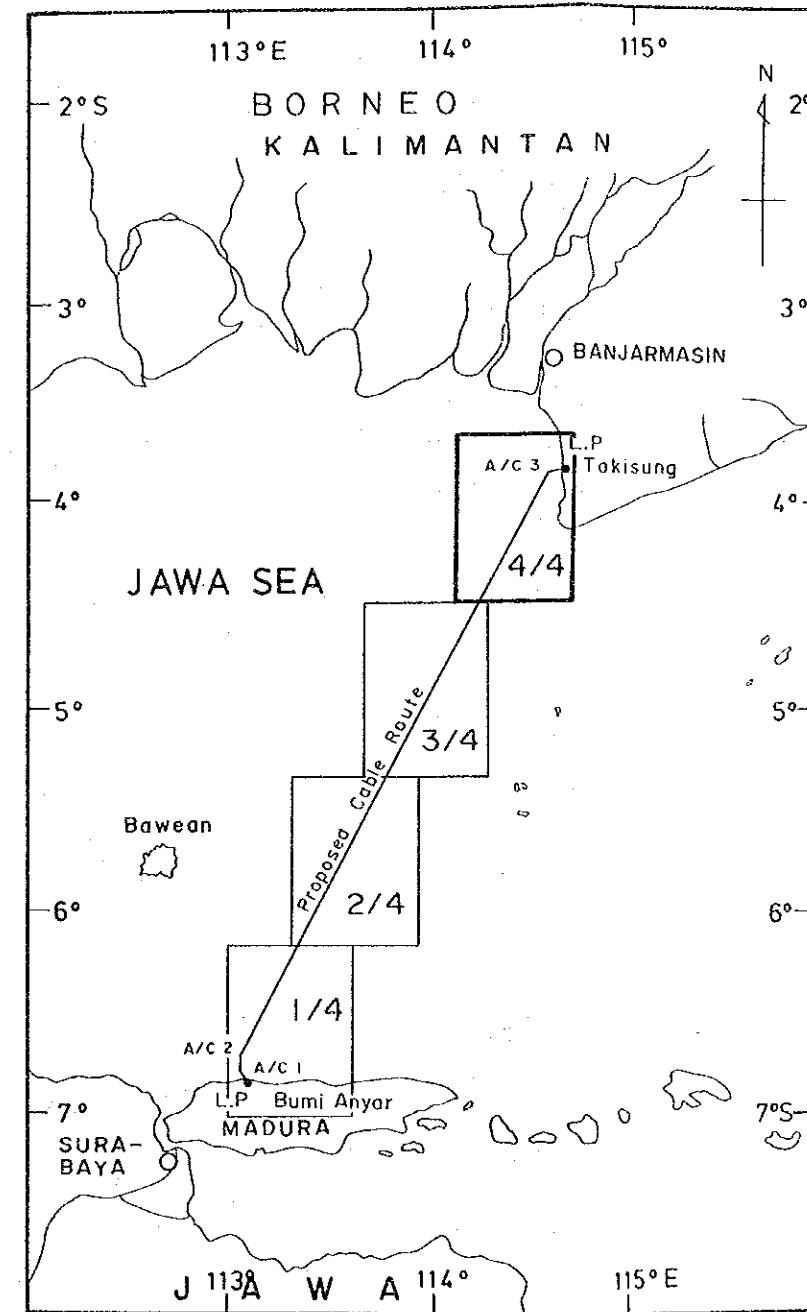 113°E 114° 115°
N
2°S BORNEO 2°
KALIMANTAN
3° 3°
BANJARMASIN
L.P
A/C 3 Takisung
4° 4°
4/4
JAWA SEA
5° 5°
3/4
Proposed Cable Route
Bawean
6° 6°
2/4
1/4
A/C 2
A/C 1
L.P Bumi Anyar
7° 7°S
MADURA
SURA-
BAYA
JAWA
113° 114° 115°E